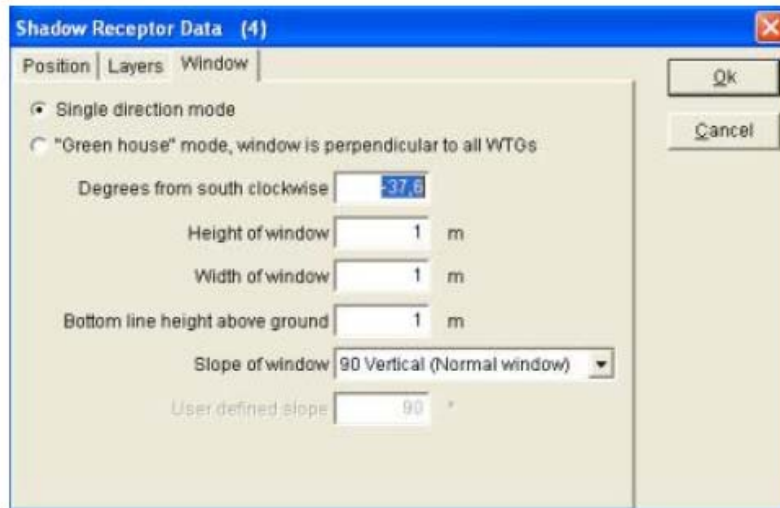 Shadow Receptor Data (4)
Position Layers Window
Ok
Single direction mode
Cancel
"Green house" mode, window is perpendicular to all WTGs
Degrees from south clockwise -37,6
Height of window 1 m
Width of window 1 m
Bottom line height above ground 1 m
Slope of window 90 Vertical (Normal window)
User defined slope 90 °